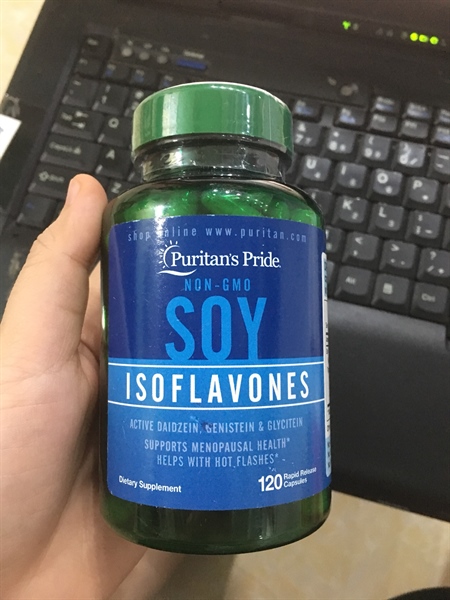 shop online www.puritan.com
Puritan's Pride
NON-GMO
SOY
ISOFLAVONES
ACTIVE DAIDZEIN, GENISTEIN & GLYCITEIN
SUPPORTS MENOPAUSAL HEALTH*
HELPS WITH HOT FLASHES*
Dietary Supplement
120 Rapid Release
Capsules